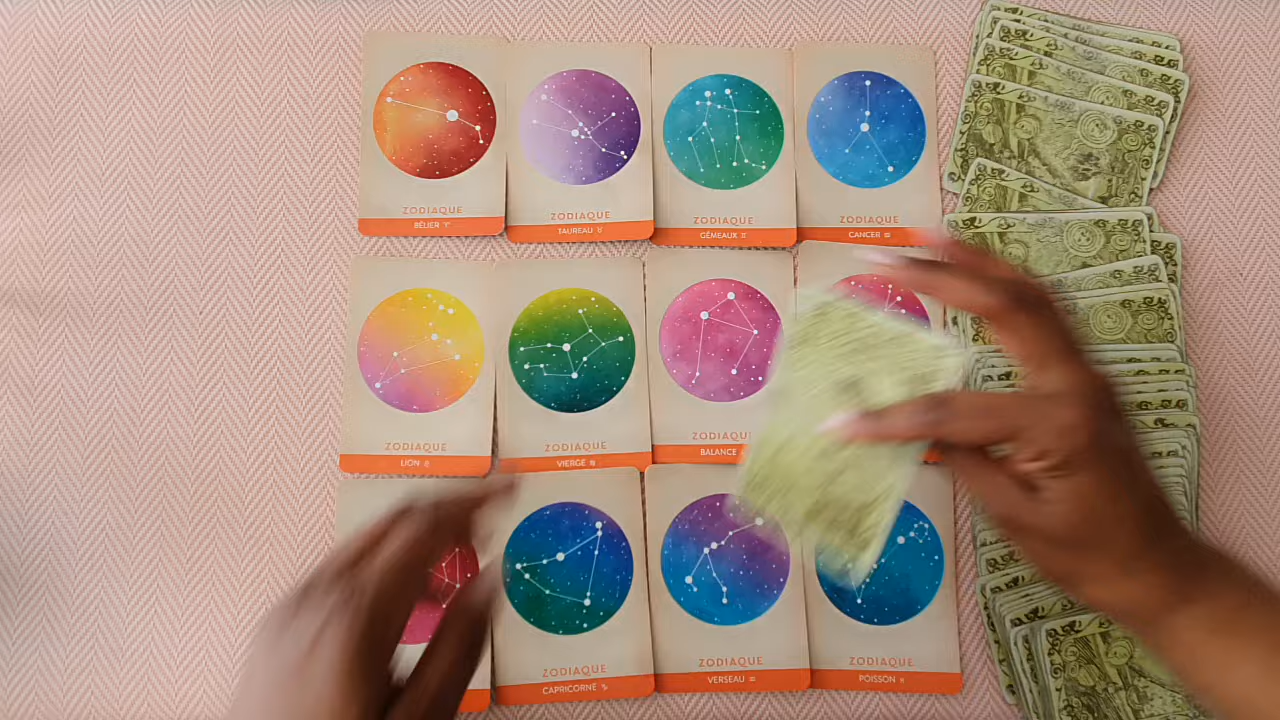 ZODIAQUE
BÉLIER ♈
ZODIAQUE
TAUREAU ♉
ZODIAQUE
GÉMEAUX ♊
ZODIAQUE
CANCER ♋
ZODIAQUE
LION ♌
ZODIAQUE
VIERGE ♍
ZODIAQUE
BALANCE
ZODIAQUE
CAPRICORNE ♑
ZODIAQUE
VERSEAU ♒
ZODIAQUE
POISSON ♓